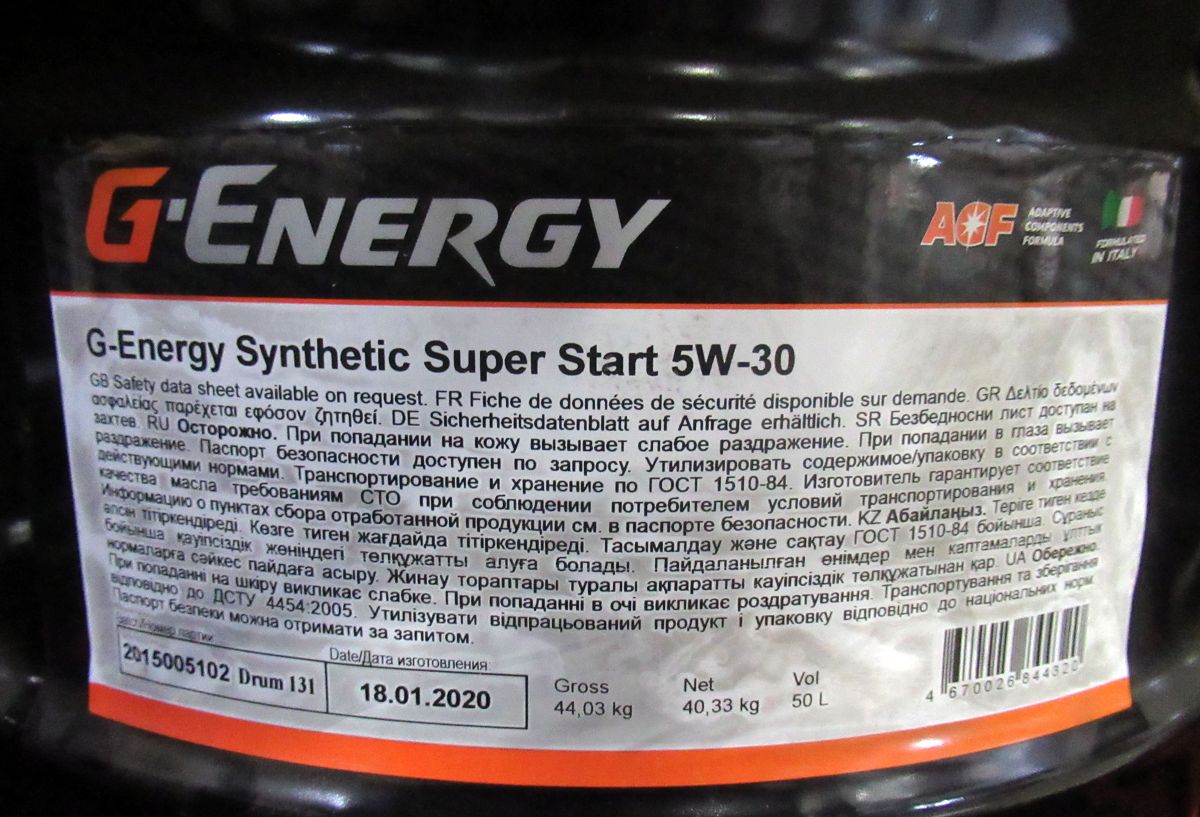 G-ENERGY
ACF
ADAPTIVE
COMPONENTS
FORMULA
FORMULATED
IN ITALY
G-Energy Synthetic Super Start 5W-30
GB Safety data sheet available on request. FR Fiche de données de sécurité disponible sur demande. GR Δελτίο δεδομένων
ασφαλείας παρέχεται εφόσον ζητηθεί. DE Sicherheitsdatenblatt auf Anfrage erhältlich. SR Безбедносни лист доступан на
захтев. RU Осторожно. При попадании на кожу вызывает слабое раздражение. При попадании в глаза вызывает
раздражение. Паспорт безопасности доступен по запросу. Утилизировать содержимое/упаковку в соответствии с
действующими нормами. Транспортирование и хранение по ГОСТ 1510-84. Изготовитель гарантирует соответствие
качества масла требованиям СТО при соблюдении потребителем условий транспортирования и хранения.
Информацию о пунктах сбора отработанной продукции см. в паспорте безопасности. KZ Абайлаңыз. Теріге тиген кезде
әлсін тітіркендіреді. Көзге тиген жағдайда тітіркендіреді. Тасымалдау және сақтау ГОСТ 1510-84 бойынша. Сұраныс
бойынша қауіпсіздік жөніндегі төлқұжатты алуға болады. Пайдаланылған өнімдер мен қаптамаларды ұлттық
нормаларға сәйкес пайдаға асыру. Жинау тораптары туралы ақпаратты қауіпсіздік төлқұжатынан қар. UA Обережно.
При попаданні на шкіру викликає слабке. При попаданні в очі викликає роздратування. Транспортування та зберігання
відповідно до ДСТУ 4454:2005. Утилізувати відпрацьований продукт і упаковку відповідно до національних норм.
Паспорт безпеки можна отримати за запитом.
Batch/Номер партии
2015005102 Drum 131
Date/Дата изготовления:
18.01.2020
Gross
44,03 kg
Net
40,33 kg
Vol
50 L
4 670026 844320